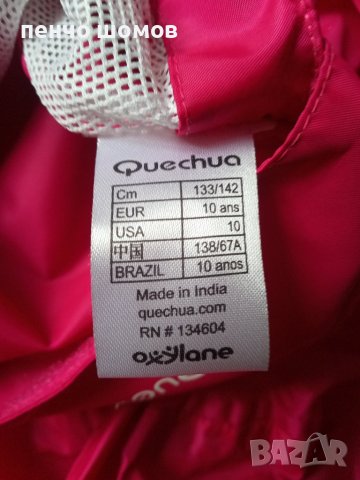 пенчо шомов
Quechua
Cm 133/142
EUR 10 ans
USA 10
中国 138/67A
BRAZIL 10 anos
Made in India
quechua.com
RN # 134604
oxylane
BAZAR